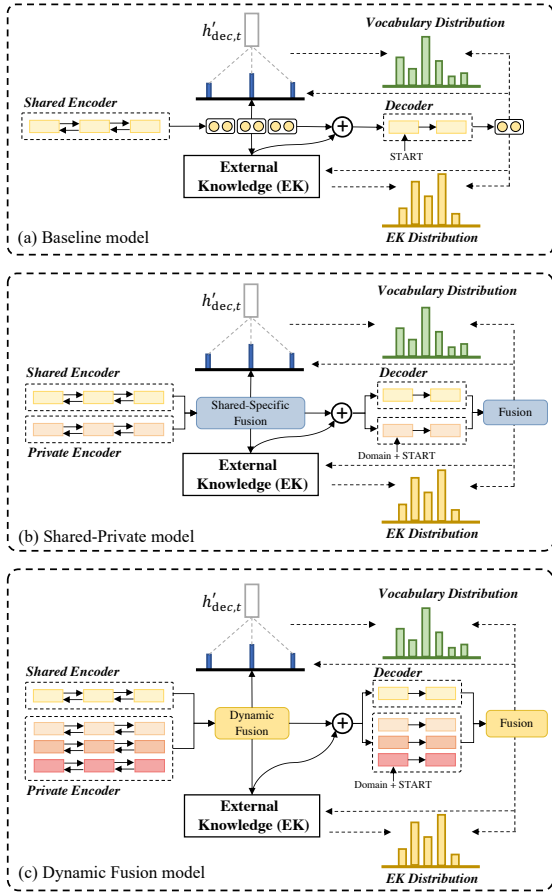 Vocabulary Distribution
h′dec,t
Shared Encoder
Decoder
START
External
Knowledge (EK)
EK Distribution
(a) Baseline model
Vocabulary Distribution
h′dec,t
Shared Encoder
Decoder
Shared-Specific
Fusion
Fusion
Private Encoder
Domain + START
External
Knowledge (EK)
EK Distribution
(b) Shared-Private model
Vocabulary Distribution
h′dec,t
Shared Encoder
Decoder
Dynamic
Fusion
Fusion
Domain + START
Private Encoder
External
Knowledge (EK)
EK Distribution
(c) Dynamic Fusion model